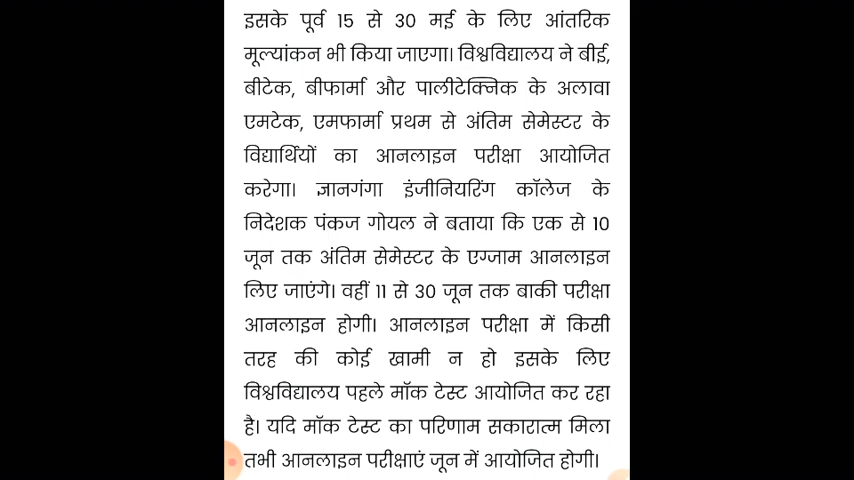 इसके पूर्व 15 से 30 मई के लिए आंतरिक
मूल्यांकन भी किया जाएगा। विश्वविद्यालय ने बीई,
बीटेक, बीफार्मा और पालीटेक्निक के अलावा
एमटेक, एमफार्मा प्रथम से अंतिम सेमेस्टर के
विद्यार्थियों का आनलाइन परीक्षा आयोजित
करेगा। ज्ञानगंगा इंजीनियरिंग कॉलेज के
निदेशक पंकज गोयल ने बताया कि एक से 10
जून तक अंतिम सेमेस्टर के एग्जाम आनलाइन
लिए जाएंगे। वहीं 11 से 30 जून तक बाकी परीक्षा
आनलाइन होगी। आनलाइन परीक्षा में किसी
तरह की कोई खामी न हो इसके लिए
विश्वविद्यालय पहले मॉक टेस्ट आयोजित कर रहा
है। यदि मॉक टेस्ट का परिणाम सकारात्म मिला
तभी आनलाइन परीक्षाएं जून में आयोजित होगी।